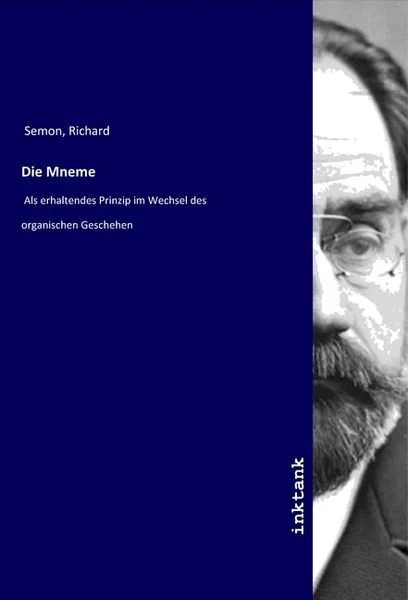 Semon, Richard
Die Mneme
Als erhaltendes Prinzip im Wechsel des
organischen Geschehen
inktank